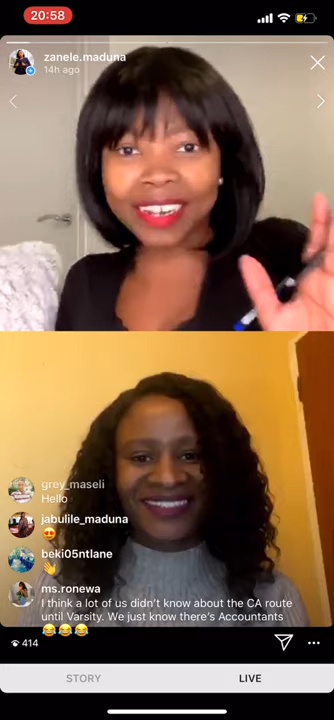 20:58
zanele.maduna
14h ago
grey_maseli
Hello
jabulile_maduna
😍
beki05ntlane
👋
ms.ronewa
I think a lot of us didn't know about the CA route
until Varsity. We just know there's Accountants
😂😂😂
414
STORY
LIVE